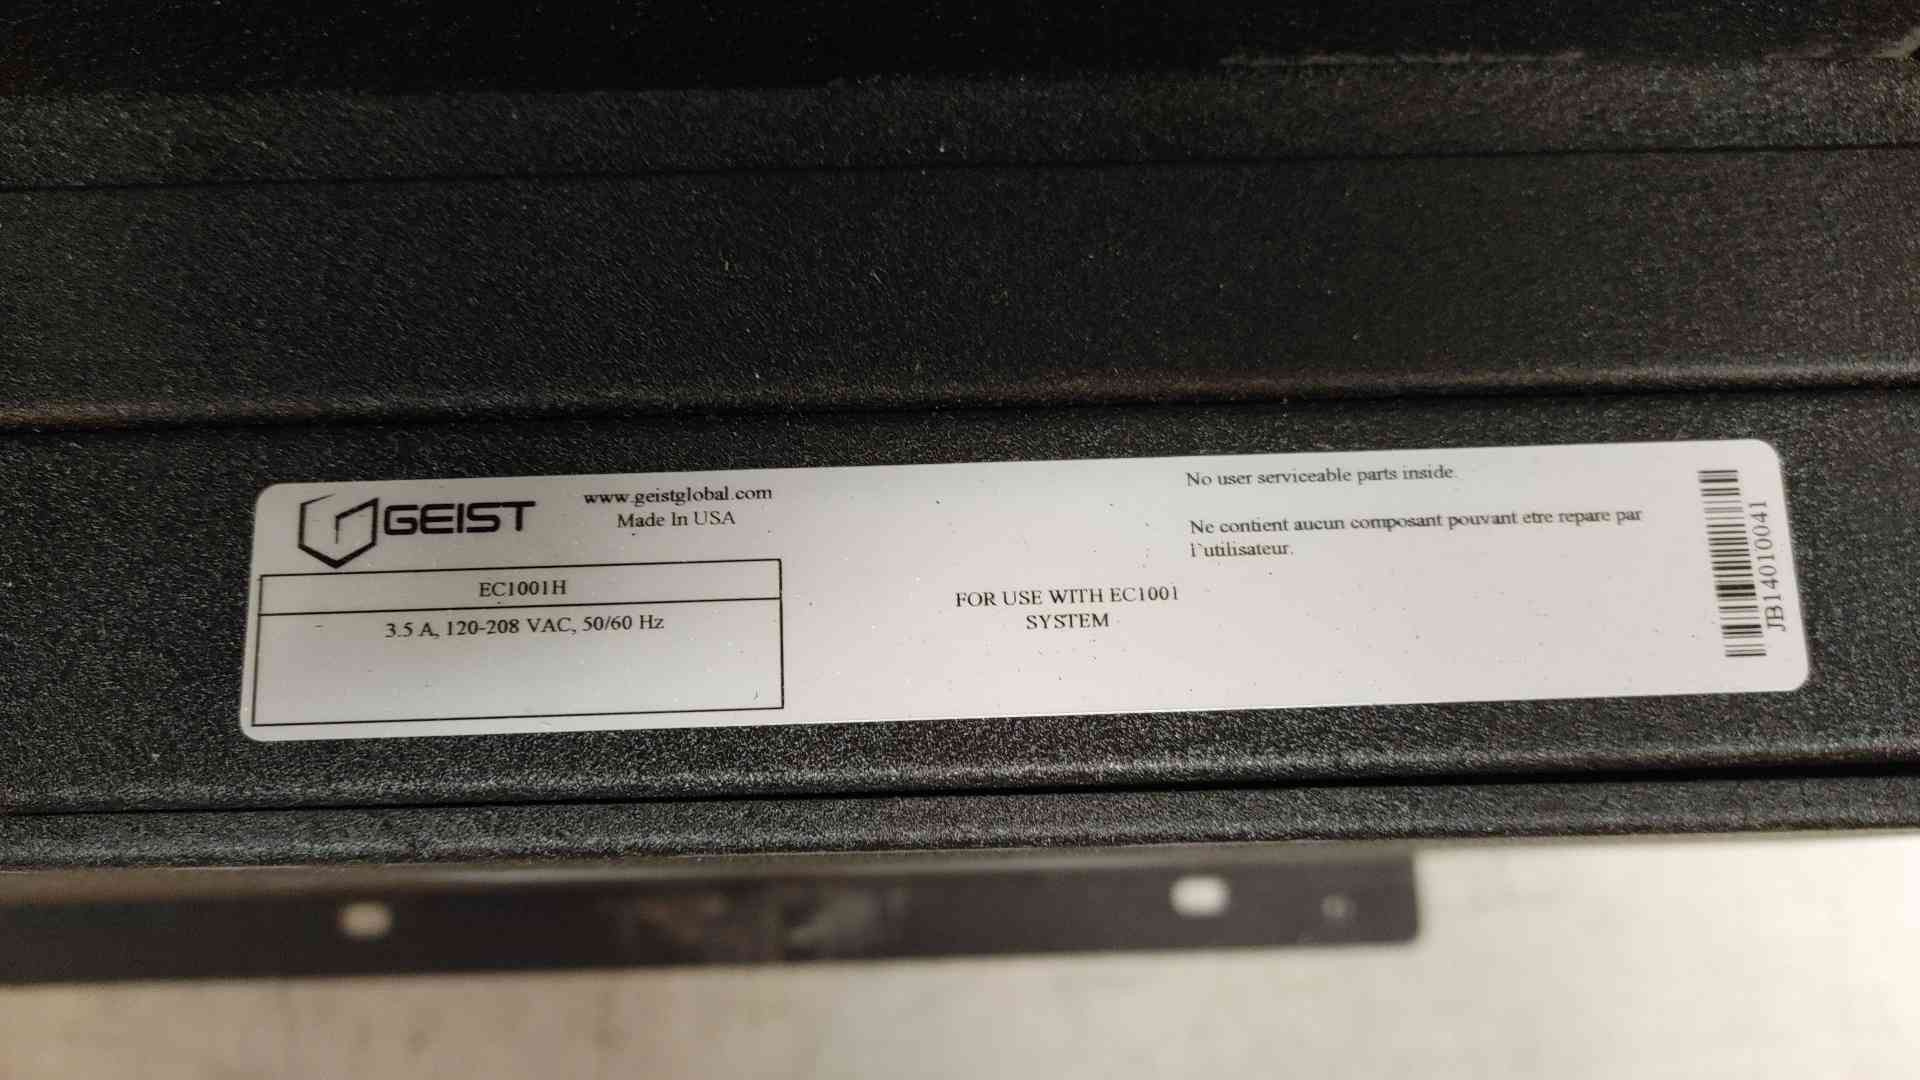 GEIST
www.geistglobal.com
Made In USA
EC1001H
3.5 A, 120-208 VAC, 50/60 Hz
FOR USE WITH EC1001
SYSTEM
No user serviceable parts inside.
Ne contient aucun composant pouvant etre repare par
l`utilisateur.
JB14010041